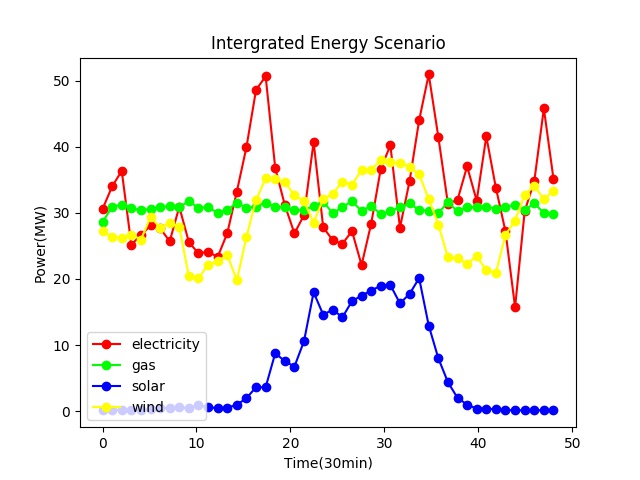 Intergrated Energy Scenario
Power(MW)
50
40
30
20
10
0
electricity
gas
solar
wind
0 10 20 30 40 50
Time(30min)